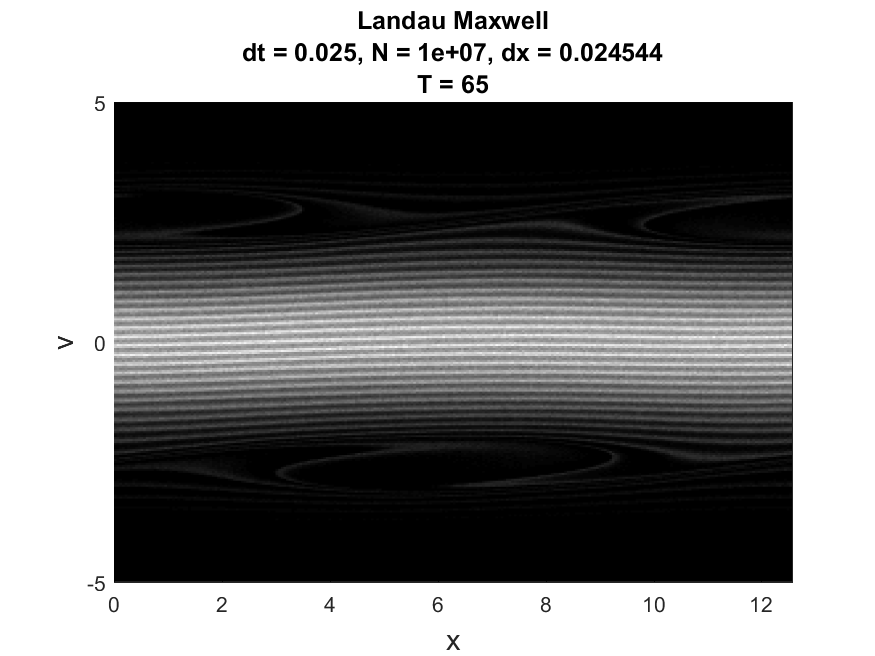 Landau Maxwell
dt = 0.025, N = 1e+07, dx = 0.024544
T = 65
5
0
-5
v
0 2 4 6 8 10 12
x